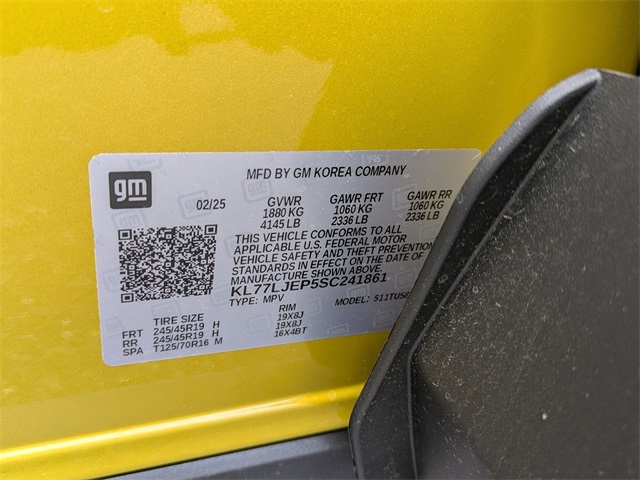 gm
MFD BY GM KOREA COMPANY
02/25 GVWR GAWR FRT GAWR RR
1880 KG 1060 KG 1060 KG
4145 LB 2336 LB 2336 LB
THIS VEHICLE CONFORMS TO ALL
APPLICABLE U.S. FEDERAL MOTOR
VEHICLE SAFETY AND THEFT PREVENTION
STANDARDS IN EFFECT ON THE DATE OF
MANUFACTURE SHOWN ABOVE
KL77LJEP5SC241861
TYPE: MPV MODEL: 511TUS
TIRE SIZE RIM
FRT 245/45R19 H 19X8J
RR 245/45R19 H 19X8J
SPA T125/70R16 M 16X4BT